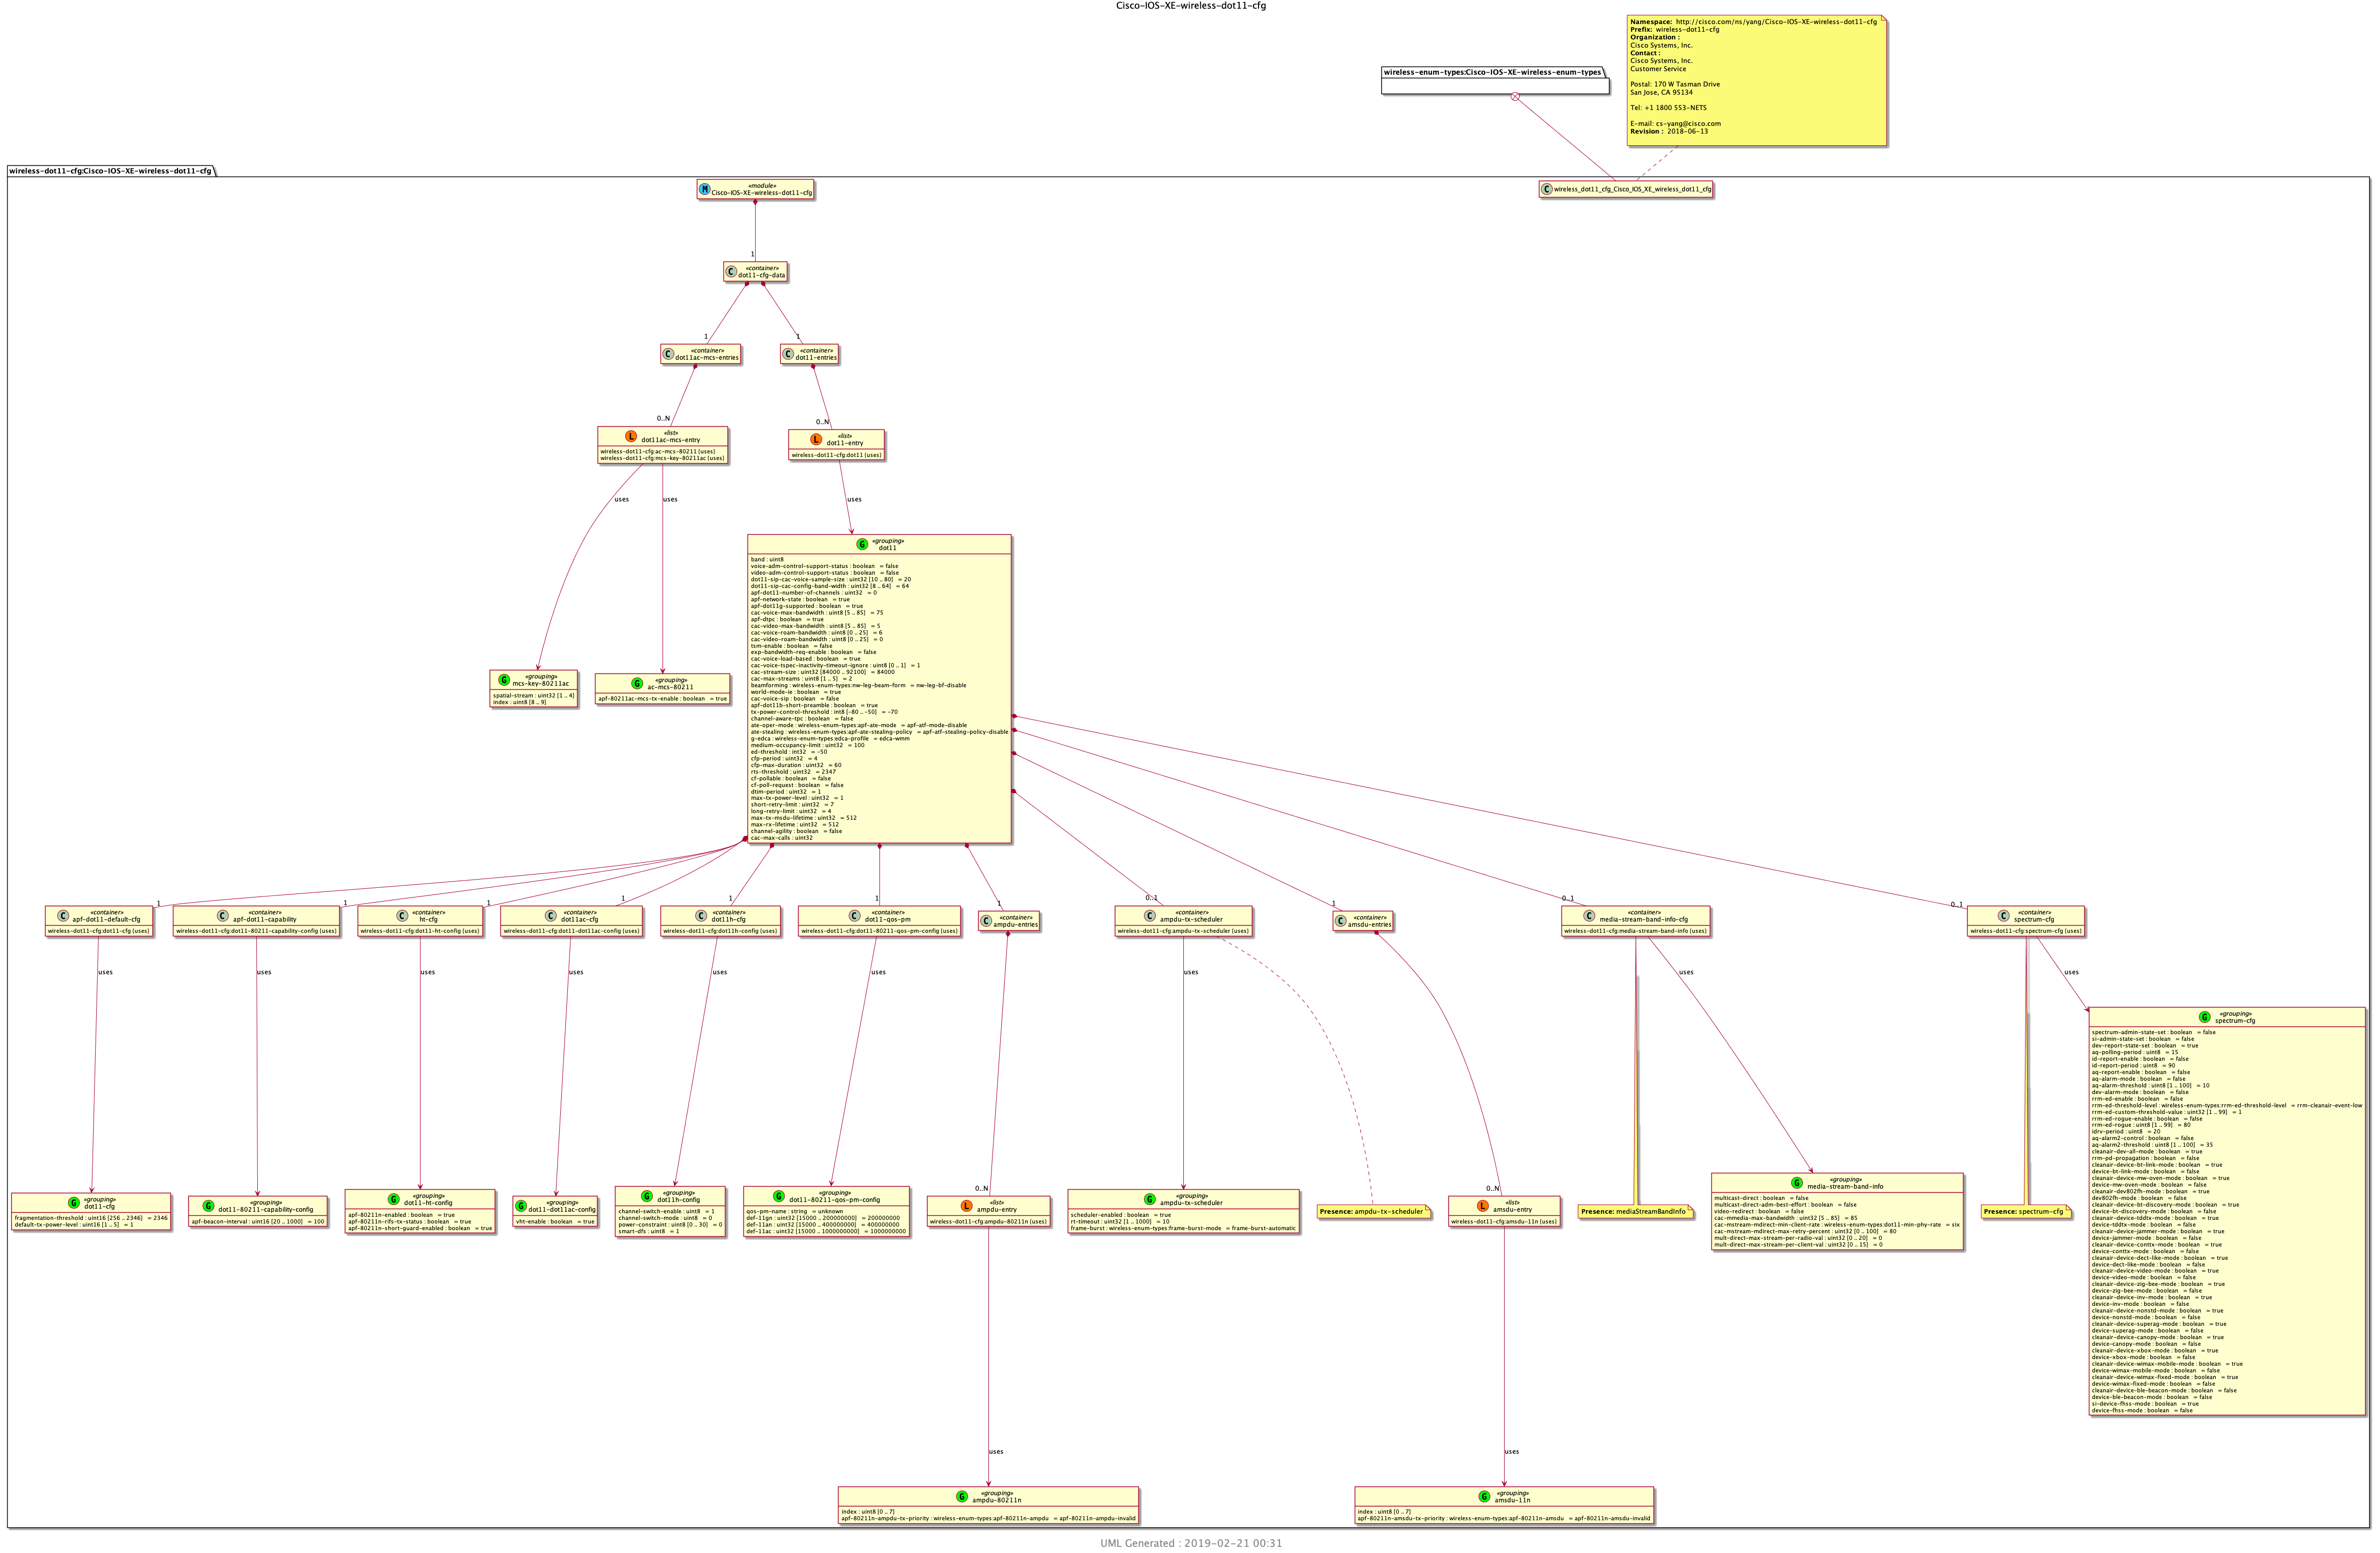 Cisco-IOS-XE-wireless-dot11-cfg
Namespace: http://cisco.com/ns/yang/Cisco-IOS-XE-wireless-dot11-cfg
Prefix: wireless-dot11-cfg
Organization :
Cisco Systems, Inc.
Contact :
Cisco Systems, Inc.
Customer Service
Postal: 170 W Tasman Drive
San Jose, CA 95134
Tel: +1 1800 553-NETS
E-mail: cs-yang@cisco.com
Revision : 2018-06-13
wireless-enum-types:Cisco-IOS-XE-wireless-enum-types
wireless-dot11-cfg:Cisco-IOS-XE-wireless-dot11-cfg
M
«module»
Cisco-IOS-XE-wireless-dot11-cfg
C
wireless_dot11_cfg_Cisco_IOS_XE_wireless_dot11_cfg
1
C
«container»
dot11-cfg-data
1
1
C
«container»
dot11ac-mcs-entries
C
«container»
dot11-entries
0..N
0..N
L
«list»
dot11ac-mcs-entry
wireless-dot11-cfg:ac-mcs-80211 (uses)
wireless-dot11-cfg:mcs-key-80211ac (uses)
L
«list»
dot11-entry
wireless-dot11-cfg:dot11 (uses)
uses
uses
uses
G
«grouping»
dot11
band : uint8
voice-adm-control-support-status : boolean = false
video-adm-control-support-status : boolean = false
dot11-sip-cac-voice-sample-size : uint32 [10 .. 80] = 20
dot11-sip-cac-config-band-width : uint32 [8 .. 64] = 64
apf-dot11-number-of-channels : uint32 = 0
apf-network-state : boolean = true
apf-dot11g-supported : boolean = true
cac-voice-max-bandwidth : uint8 [5 .. 85] = 75
apf-dtpc : boolean = true
cac-video-max-bandwidth : uint8 [5 .. 85] = 5
cac-voice-roam-bandwidth : uint8 [0 .. 25] = 6
cac-video-roam-bandwidth : uint8 [0 .. 25] = 0
tsm-enable : boolean = false
exp-bandwidth-req-enable : boolean = false
cac-voice-load-based : boolean = true
cac-voice-tspec-inactivity-timeout-ignore : uint8 [0 .. 1] = 1
cac-stream-size : uint32 [84000 .. 92100] = 84000
cac-max-streams : uint8 [1 .. 5] = 2
beamforming : wireless-enum-types:nw-leg-beam-form = nw-leg-bf-disable
world-mode-ie : boolean = true
cac-voice-sip : boolean = false
apf-dot11b-short-preamble : boolean = true
tx-power-control-threshold : int8 [-80 .. -50] = -70
channel-aware-tpc : boolean = false
ate-oper-mode : wireless-enum-types:apf-ate-mode = apf-atf-mode-disable
ate-stealing : wireless-enum-types:apf-ate-stealing-policy = apf-atf-stealing-policy-disable
g-edca : wireless-enum-types:edca-profile = edca-wmm
medium-occupancy-limit : uint32 = 100
ed-threshold : int32 = -50
cfp-period : uint32 = 4
cfp-max-duration : uint32 = 60
rts-threshold : uint32 = 2347
cf-pollable : boolean = false
cf-poll-request : boolean = false
dtim-period : uint32 = 1
max-tx-power-level : uint32 = 1
short-retry-limit : uint32 = 7
long-retry-limit : uint32 = 4
max-tx-msdu-lifetime : uint32 = 512
max-rx-lifetime : uint32 = 512
channel-agility : boolean = false
cac-max-calls : uint32
G
«grouping»
mcs-key-80211ac
spatial-stream : uint32 [1 .. 4]
index : uint8 [8 .. 9]
G
«grouping»
ac-mcs-80211
apf-80211ac-mcs-tx-enable : boolean = true
1
1
1
1
1
1
1
0..1
1
0..1
0..1
C
«container»
apf-dot11-default-cfg
wireless-dot11-cfg:dot11-cfg (uses)
C
«container»
apf-dot11-capability
wireless-dot11-cfg:dot11-80211-capability-config (uses)
C
«container»
ht-cfg
wireless-dot11-cfg:dot11-ht-config (uses)
C
«container»
dot11ac-cfg
wireless-dot11-cfg:dot11-dot11ac-config (uses)
C
«container»
dot11h-cfg
wireless-dot11-cfg:dot11h-config (uses)
C
«container»
dot11-qos-pm
wireless-dot11-cfg:dot11-80211-qos-pm-config (uses)
C
«container»
ampdu-entries
C
«container»
ampdu-tx-scheduler
wireless-dot11-cfg:ampdu-tx-scheduler (uses)
C
«container»
amsdu-entries
C
«container»
media-stream-band-info-cfg
wireless-dot11-cfg:media-stream-band-info (uses)
C
«container»
spectrum-cfg
wireless-dot11-cfg:spectrum-cfg (uses)
uses
uses
uses
uses
uses
uses
uses
uses
uses
G
«grouping»
spectrum-cfg
spectrum-admin-state-set : boolean = false
si-admin-state-set : boolean = false
dev-report-state-set : boolean = true
aq-polling-period : uint8 = 15
id-report-enable : boolean = false
id-report-period : uint8 = 90
aq-report-enable : boolean = false
aq-alarm-mode : boolean = false
aq-alarm-threshold : uint8 [1 .. 100] = 10
dev-alarm-mode : boolean = false
rrm-ed-enable : boolean = false
rrm-ed-threshold-level : wireless-enum-types:rrm-ed-threshold-level = rrm-cleanair-event-low
rrm-ed-custom-threshold-value : uint32 [1 .. 99] = 1
rrm-ed-rogue-enable : boolean = false
rrm-ed-rogue : uint8 [1 .. 99] = 80
idrv-period : uint8 = 20
aq-alarm2-control : boolean = false
aq-alarm2-threshold : uint8 [1 .. 100] = 35
cleanair-dev-all-mode : boolean = true
rrm-pd-propagation : boolean = false
cleanair-device-bt-link-mode : boolean = true
device-bt-link-mode : boolean = false
cleanair-device-mw-oven-mode : boolean = true
device-mw-oven-mode : boolean = false
cleanair-dev802fh-mode : boolean = true
dev802fh-mode : boolean = false
cleanair-device-bt-discovery-mode : boolean = true
device-bt-discovery-mode : boolean = false
cleanair-device-tddtx-mode : boolean = true
device-tddtx-mode : boolean = false
cleanair-device-jammer-mode : boolean = true
device-jammer-mode : boolean = false
cleanair-device-conttx-mode : boolean = true
device-conttx-mode : boolean = false
cleanair-device-dect-like-mode : boolean = true
device-dect-like-mode : boolean = false
cleanair-device-video-mode : boolean = true
device-video-mode : boolean = false
cleanair-device-zig-bee-mode : boolean = true
device-zig-bee-mode : boolean = false
cleanair-device-inv-mode : boolean = true
device-inv-mode : boolean = false
cleanair-device-nonstd-mode : boolean = true
device-nonstd-mode : boolean = false
cleanair-device-superag-mode : boolean = true
device-superag-mode : boolean = false
cleanair-device-canopy-mode : boolean = true
device-canopy-mode : boolean = false
cleanair-device-xbox-mode : boolean = true
device-xbox-mode : boolean = false
cleanair-device-wimax-mobile-mode : boolean = true
device-wimax-mobile-mode : boolean = false
cleanair-device-wimax-fixed-mode : boolean = true
device-wimax-fixed-mode : boolean = false
cleanair-device-ble-beacon-mode : boolean = false
device-ble-beacon-mode : boolean = false
si-device-fhss-mode : boolean = true
device-fhss-mode : boolean = false
G
«grouping»
dot11-cfg
fragmentation-threshold : uint16 [256 .. 2346] = 2346
default-tx-power-level : uint16 [1 .. 5] = 1
G
«grouping»
dot11-80211-capability-config
apf-beacon-interval : uint16 [20 .. 1000] = 100
G
«grouping»
dot11-ht-config
apf-80211n-enabled : boolean = true
apf-80211n-rifs-tx-status : boolean = true
apf-80211n-short-guard-enabled : boolean = true
G
«grouping»
dot11-dot11ac-config
vht-enable : boolean = true
G
«grouping»
dot11h-config
channel-switch-enable : uint8 = 1
channel-switch-mode : uint8 = 0
power-constraint : uint8 [0 .. 30] = 0
smart-dfs : uint8 = 1
G
«grouping»
dot11-80211-qos-pm-config
qos-pm-name : string = unknown
def-11gn : uint32 [15000 .. 200000000] = 200000000
def-11an : uint32 [15000 .. 400000000] = 400000000
def-11ac : uint32 [15000 .. 1000000000] = 1000000000
0..N
L
«list»
ampdu-entry
wireless-dot11-cfg:ampdu-80211n (uses)
G
«grouping»
ampdu-tx-scheduler
scheduler-enabled : boolean = true
rt-timeout : uint32 [1 .. 1000] = 10
frame-burst : wireless-enum-types:frame-burst-mode = frame-burst-automatic
Presence: ampdu-tx-scheduler
0..N
L
«list»
amsdu-entry
wireless-dot11-cfg:amsdu-11n (uses)
Presence: mediaStreamBandInfo
G
«grouping»
media-stream-band-info
multicast-direct : boolean = false
multicast-direct-adm-best-effort : boolean = false
video-redirect : boolean = false
cac-mmedia-max-bandwidth : uint32 [5 .. 85] = 85
cac-mstream-mdirect-min-client-rate : wireless-enum-types:dot11-min-phy-rate = six
cac-mstream-mdirect-max-retry-percent : uint32 [0 .. 100] = 80
mult-direct-max-stream-per-radio-val : uint32 [0 .. 20] = 0
mult-direct-max-stream-per-client-val : uint32 [0 .. 15] = 0
Presence: spectrum-cfg
uses
uses
G
«grouping»
ampdu-80211n
index : uint8 [0 .. 7]
apf-80211n-ampdu-tx-priority : wireless-enum-types:apf-80211n-ampdu = apf-80211n-ampdu-invalid
G
«grouping»
amsdu-11n
index : uint8 [0 .. 7]
apf-80211n-amsdu-tx-priority : wireless-enum-types:apf-80211n-amsdu = apf-80211n-amsdu-invalid
UML Generated : 2019-02-21 00:31